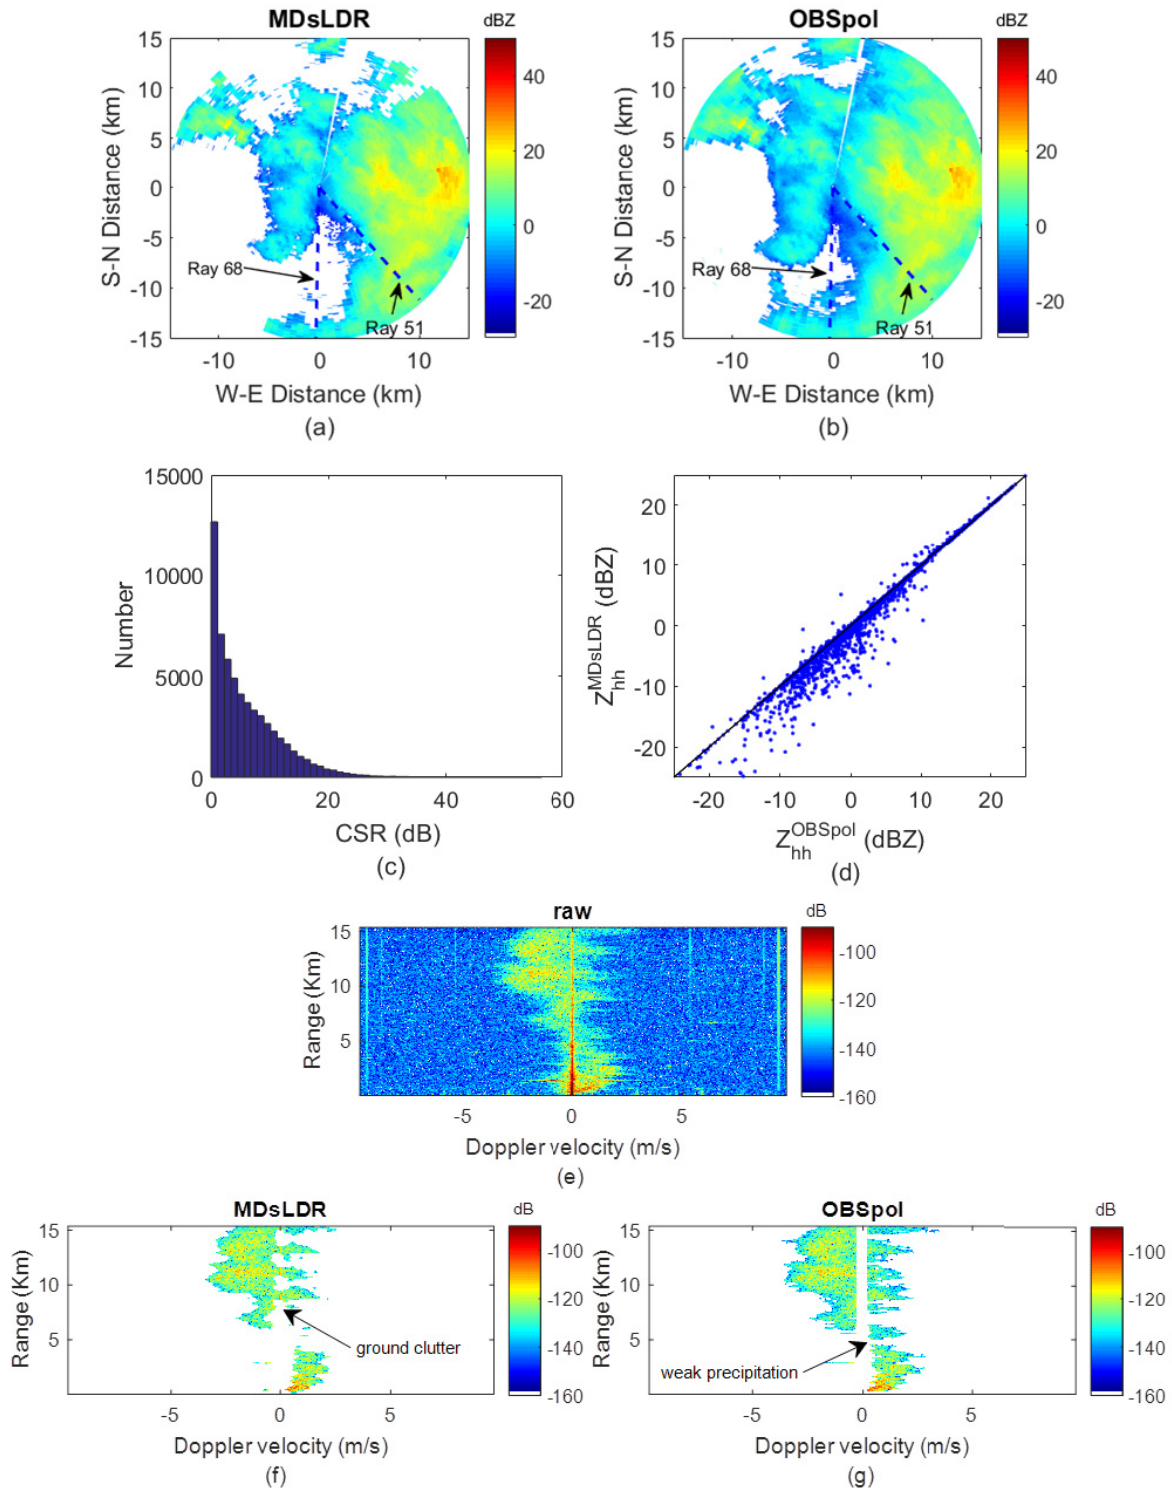 MDsLDR
dBZ
15
10
5
0
-5
-10
-15
S-N Distance (km)
Ray 68
Ray 51
-10
0
10
W-E Distance (km)
40
20
0
-20
(a)
OBSpol
dBZ
15
10
5
0
-5
-10
-15
S-N Distance (km)
Ray 68
Ray 51
-10
0
10
W-E Distance (km)
40
20
0
-20
(b)
15000
10000
5000
0
Number
0
20
40
60
CSR (dB)
(c)
20
10
0
-10
-20
Z_hh^MDsLDR (dBZ)
-20
-10
0
10
20
Z_hh^OBSpol (dBZ)
(d)
raw
dB
15
10
5
Range (Km)
-5
0
5
Doppler velocity (m/s)
-100
-120
-140
-160
(e)
MDsLDR
dB
15
10
5
Range (Km)
ground clutter
-5
0
5
Doppler velocity (m/s)
-100
-120
-140
-160
(f)
OBSpol
dB
15
10
5
Range (Km)
weak precipitation
-5
0
5
Doppler velocity (m/s)
-100
-120
-140
-160
(g)